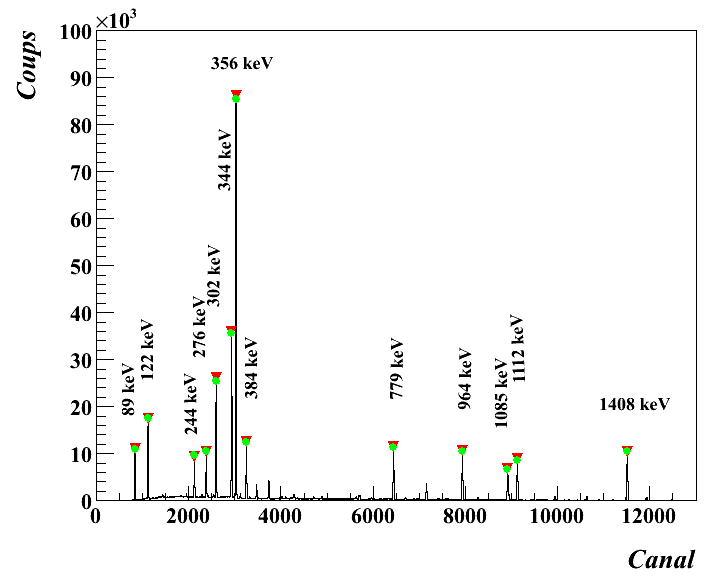 ×10³
Coups
100
90
80
70
60
50
40
30
20
10
0
89 keV
122 keV
244 keV
276 keV
302 keV
344 keV
356 keV
384 keV
779 keV
964 keV
1085 keV
1112 keV
1408 keV
0 2000 4000 6000 8000 10000 12000
Canal